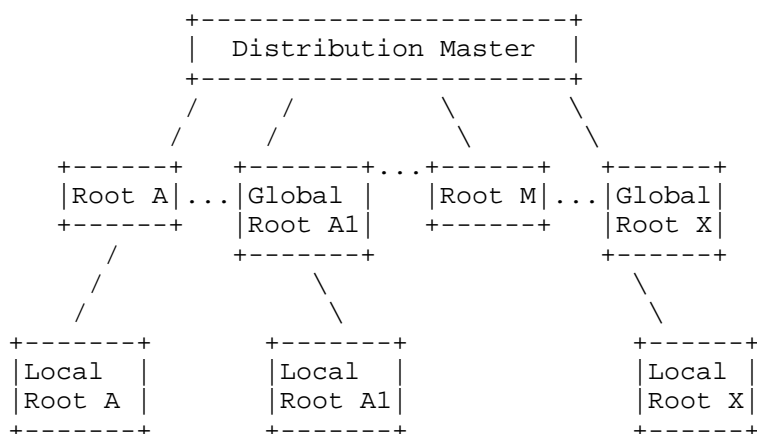 Distribution Master
Root A ... Global ... Root M ... Global
Root A1 Root X
Local Local Local
Root A Root A1 Root X